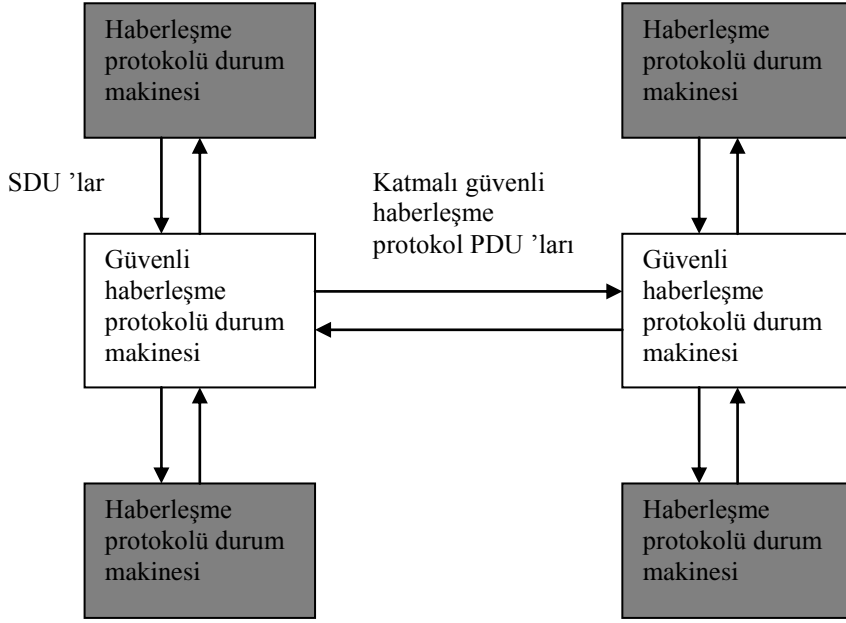 Haberleşme
protokolü durum
makinesi
Haberleşme
protokolü durum
makinesi
SDU ’lar
Katmalı güvenli
haberleşme
protokol PDU ’ları
Güvenli
haberleşme
protokolü durum
makinesi
Güvenli
haberleşme
protokolü durum
makinesi
Haberleşme
protokolü durum
makinesi
Haberleşme
protokolü durum
makinesi